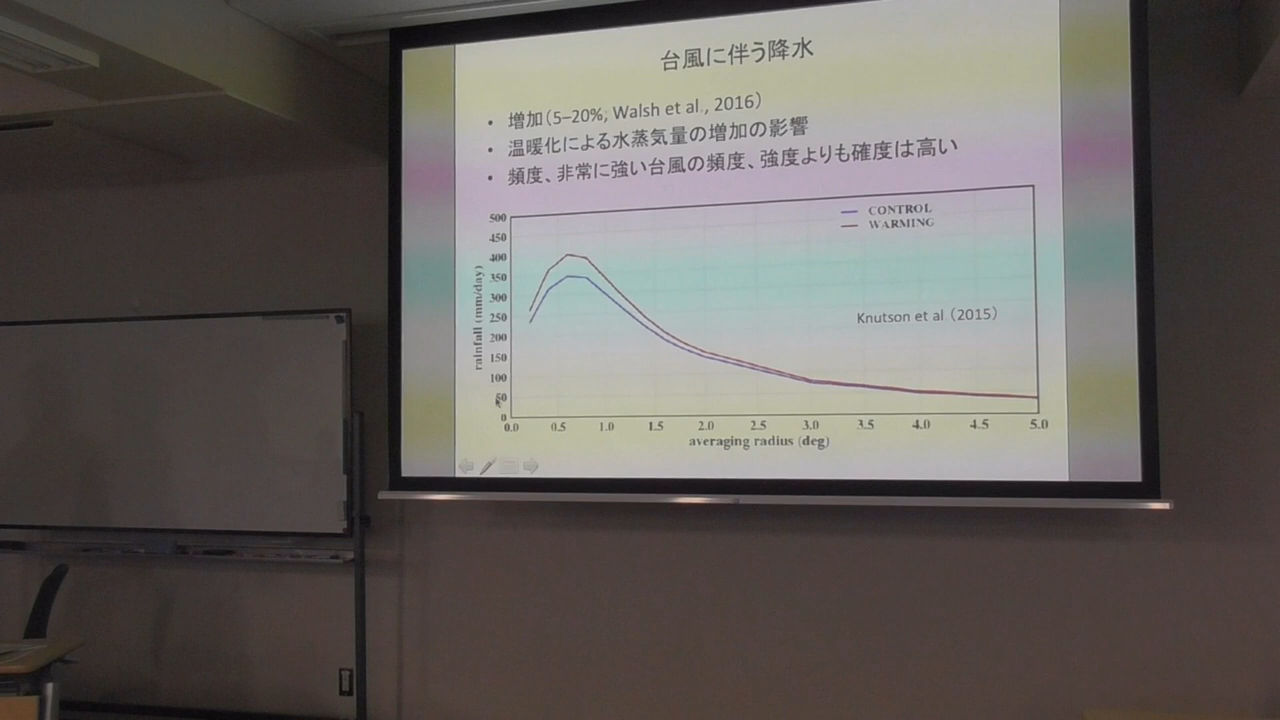 台風に伴う降水
• 増加（5–20%, Walsh et al., 2016）
• 温暖化による水蒸気量の増加の影響
• 頻度、非常に強い台風の頻度、強度よりも確度は高い
CONTROL
WARMING
Knutson et al（2015）
rainfall (mm/day)
500
450
400
350
300
250
200
150
100
50
0
0.0 0.5 1.0 1.5 2.0 2.5 3.0 3.5 4.0 4.5 5.0
averaging radius (deg)